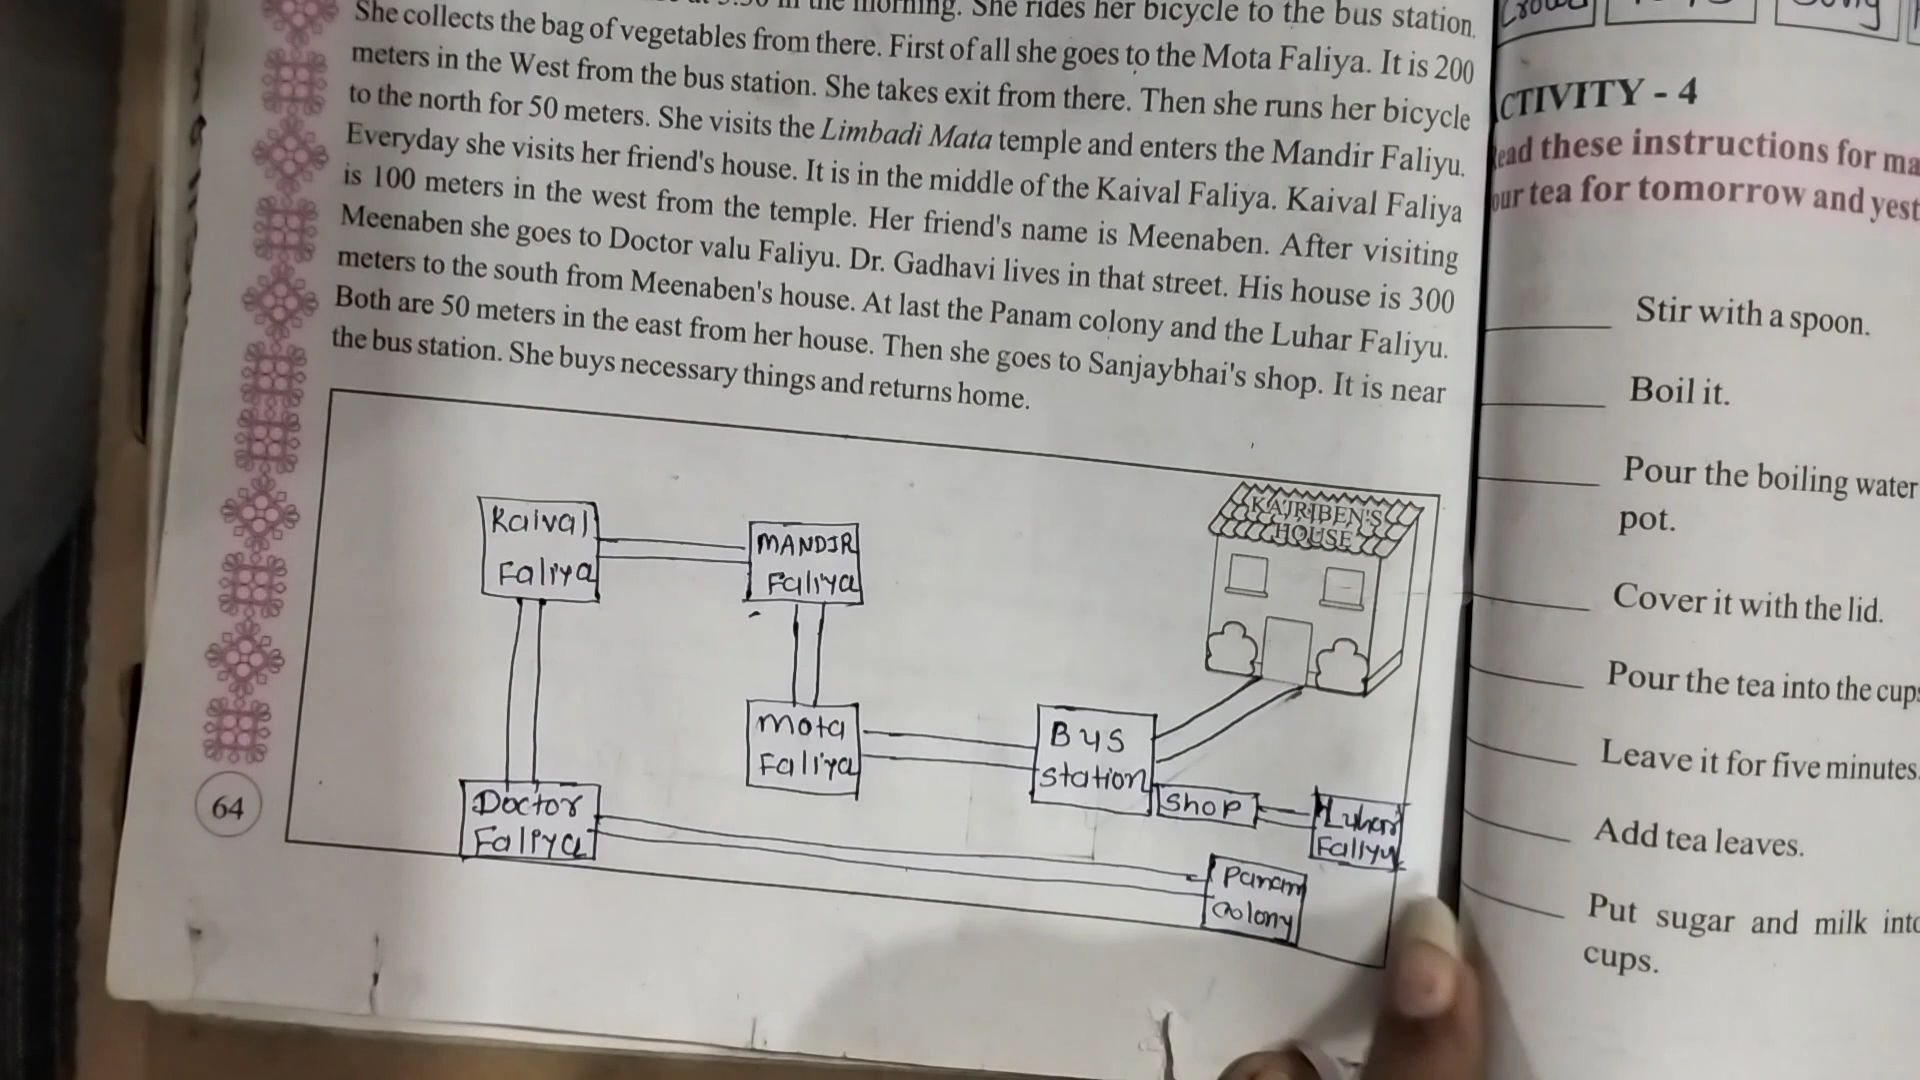 in the morning. She rides her bicycle to the bus station.
She collects the bag of vegetables from there. First of all she goes to the Mota Faliya. It is 200
meters in the West from the bus station. She takes exit from there. Then she runs her bicycle
to the north for 50 meters. She visits the Limbadi Mata temple and enters the Mandir Faliyu.
Everyday she visits her friend's house. It is in the middle of the Kaival Faliya. Kaival Faliya
is 100 meters in the west from the temple. Her friend's name is Meenaben. After visiting
Meenaben she goes to Doctor valu Faliyu. Dr. Gadhavi lives in that street. His house is 300
meters to the south from Meenaben's house. At last the Panam colony and the Luhar Faliyu.
Both are 50 meters in the east from her house. Then she goes to Sanjaybhai's shop. It is near
the bus station. She buys necessary things and returns home.
Kaival
Faliya
MANDIR
Faliya
KAJRIBEN'S
HOUSE
Mota
Faliya
Bus
station
Shop
Luhar
Faliyu
Doctor
Faliya
Panam
Colony
64
CTIVITY - 4
these instructions for
tea for tomorrow and
Stir with a spoon.
Boil it.
Pour the boiling water
pot.
Cover it with the lid.
Pour the tea into the cups
Leave it for five minutes.
Add tea leaves.
Put sugar and milk into
cups.